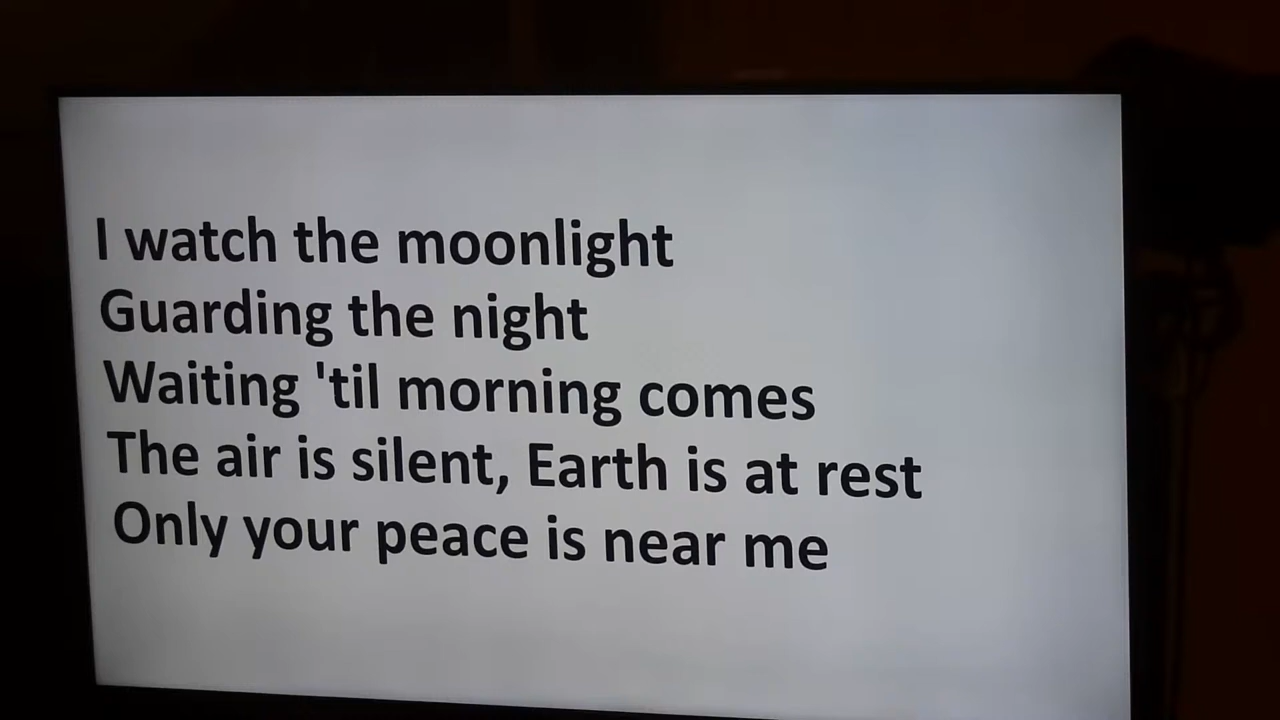 I watch the moonlight
Guarding the night
Waiting 'til morning comes
The air is silent, Earth is at rest
Only your peace is near me